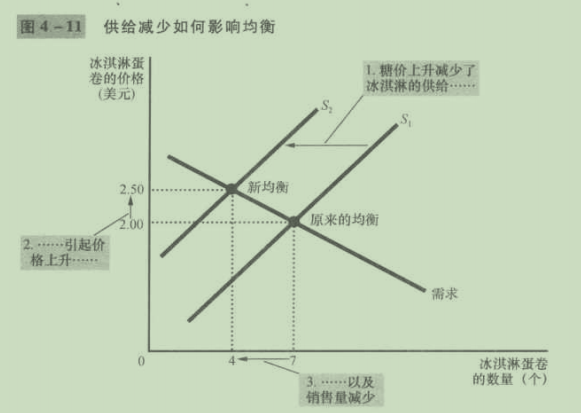 图4-11 供给减少如何影响均衡
冰淇淋蛋
卷的价格
(美元)
1. 糖价上升减少了
冰淇淋的供给……
S₂
S₁
2.50
新均衡
2.00
原来的均衡
2. ……引起价
格上升……
需求
0
4
7
冰淇淋蛋卷
的数量（个）
3. ……以及
销售量减少